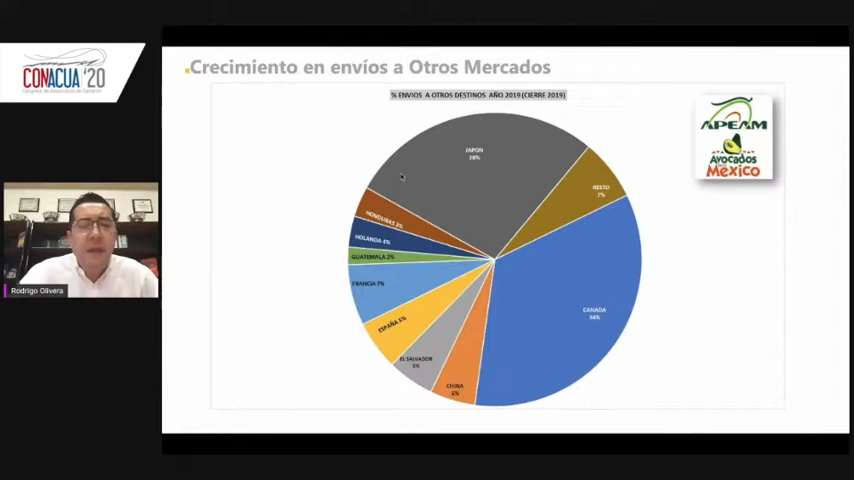 CONACUA '20
Crecimiento en envíos a Otros Mercados
% ENVIOS A OTROS DESTINOS AÑO 2019 (CIERRE 2019)
APEAM
Avocados
Mexico
JAPON
28%
RESTO
7%
HONDURAS 3%
HOLANDA 4%
GUATEMALA 2%
FRANCIA 7%
ESPAÑA 5%
EL SALVADOR
5%
CHINA
5%
CANADA
34%
Rodrigo Olivera